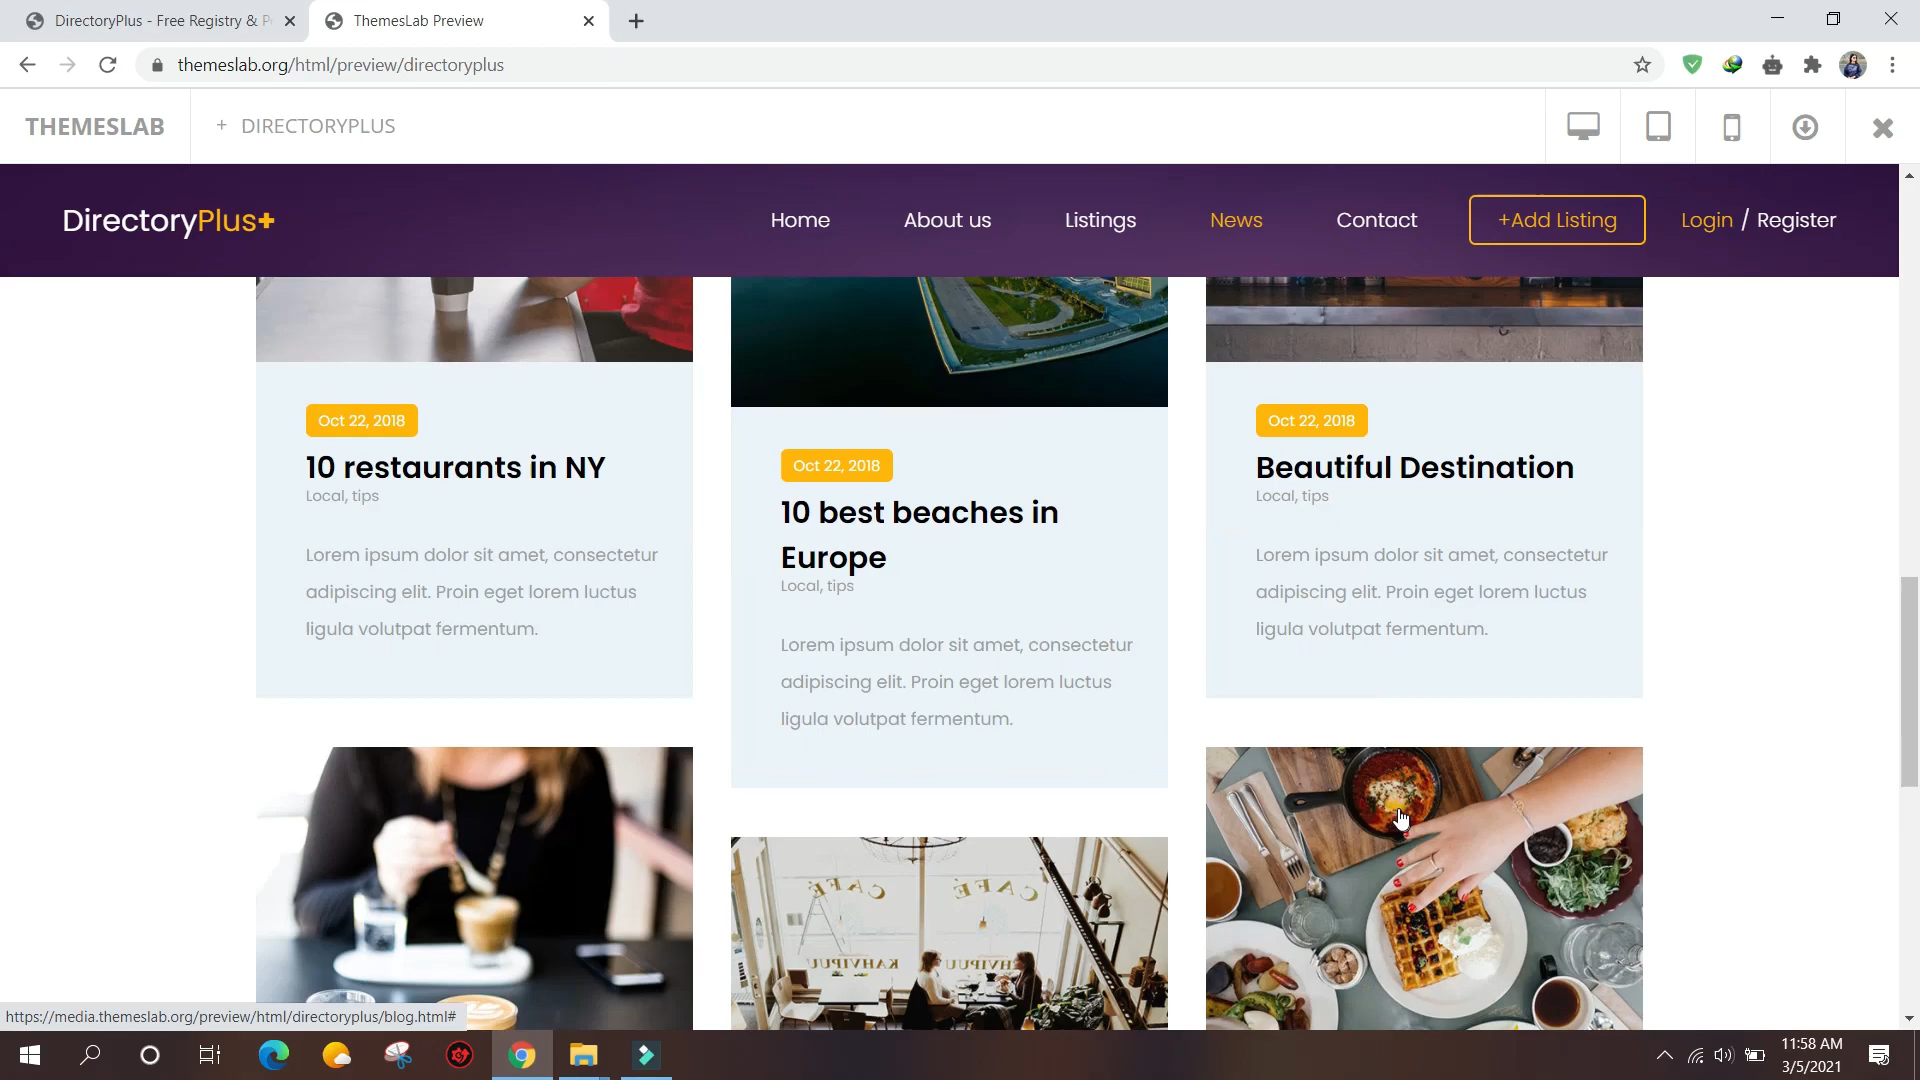 DirectoryPlus - Free Registry & P
ThemesLab Preview
themeslab.org/html/preview/directoryplus
THEMESLAB
+ DIRECTORYPLUS
DirectoryPlus+
Home
About us
Listings
News
Contact
+Add Listing
Login / Register
Oct 22, 2018
10 restaurants in NY
Local, tips
Lorem ipsum dolor sit amet, consectetur
adipiscing elit. Proin eget lorem luctus
ligula volutpat fermentum.
Oct 22, 2018
10 best beaches in
Europe
Local, tips
Lorem ipsum dolor sit amet, consectetur
adipiscing elit. Proin eget lorem luctus
ligula volutpat fermentum.
Oct 22, 2018
Beautiful Destination
Local, tips
Lorem ipsum dolor sit amet, consectetur
adipiscing elit. Proin eget lorem luctus
ligula volutpat fermentum.
CAFÉ
CAFÉ
KAHVIPUU
https://media.themeslab.org/preview/html/directoryplus/blog.html#
11:58 AM
3/5/2021